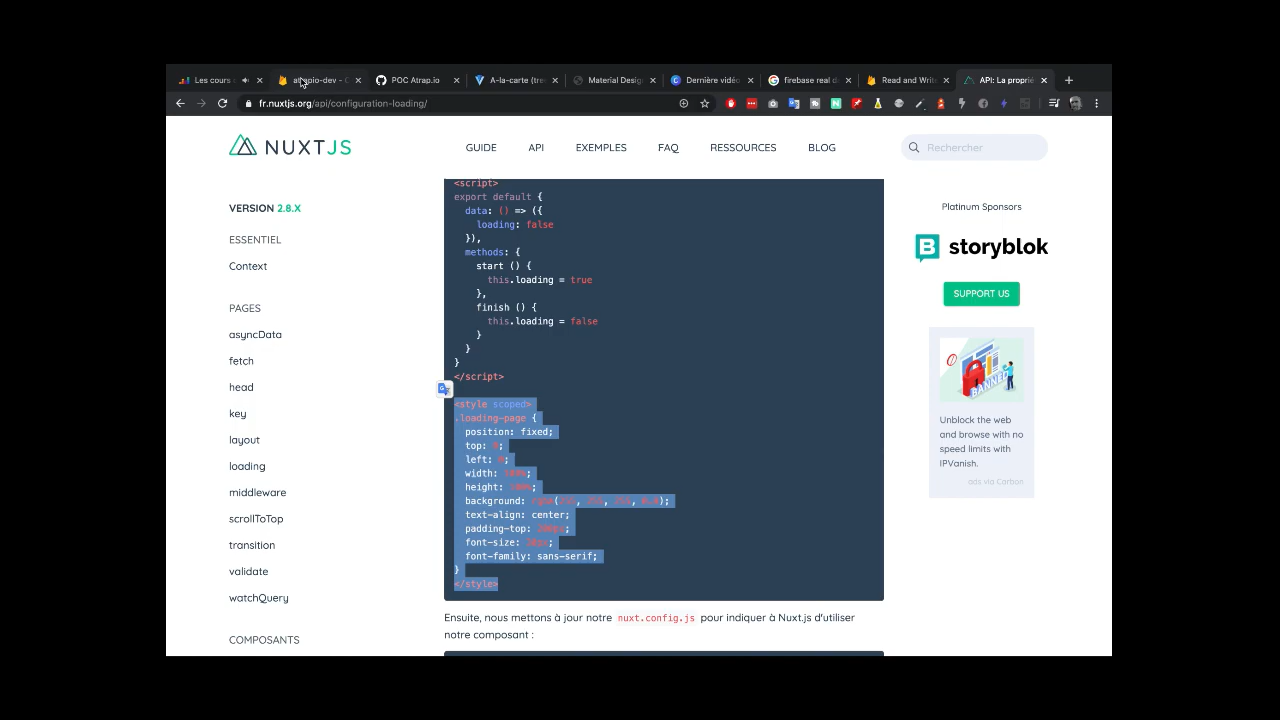 Les cours
atrapio-dev - C
POC Atrap.io
A-la-carte (tre
Material Desig
Dernière vidéo
firebase real d
Read and Write
API: La proprié
fr.nuxtjs.org/api/configuration-loading/
NUXTJS
GUIDE
API
EXEMPLES
FAQ
RESSOURCES
BLOG
Rechercher
VERSION 2.8.X
ESSENTIEL
Context
PAGES
asyncData
fetch
head
key
layout
loading
middleware
scrollToTop
transition
validate
watchQuery
COMPOSANTS
<script>
export default {
data: () => ({
loading: false
}),
methods: {
start () {
this.loading = true
},
finish () {
this.loading = false
}
}
}
</script>
<style scoped>
.loading-page {
position: fixed;
top: 0;
left: 0;
width: 100%;
height: 100%;
background: rgba(255, 255, 255, 0.8);
text-align: center;
padding-top: 200px;
font-size: 30px;
font-family: sans-serif;
}
</style>
Ensuite, nous mettons à jour notre nuxt.config.js pour indiquer à Nuxt.js d'utiliser
notre composant :
Platinum Sponsors
B storyblok
SUPPORT US
BANNED
Unblock the web
and browse with no
speed limits with
IPVanish.
ads via Carbon